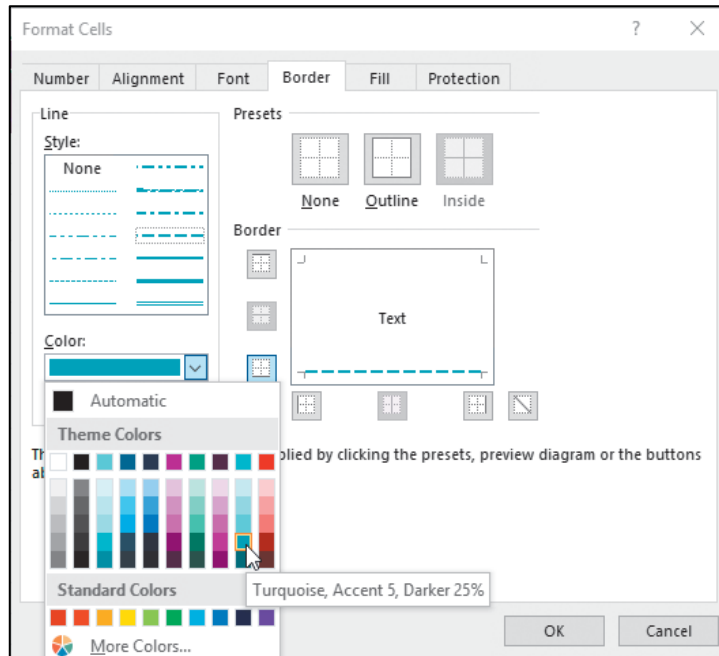 Format Cells ?
Number Alignment Font Border Fill Protection
Line
Style:
None
Presets
None Outline Inside
Border
Text
Color:
Automatic
Theme Colors
Th plied by clicking the presets, preview diagram or the buttons
ab
Turquoise, Accent 5, Darker 25%
Standard Colors
More Colors...
OK Cancel